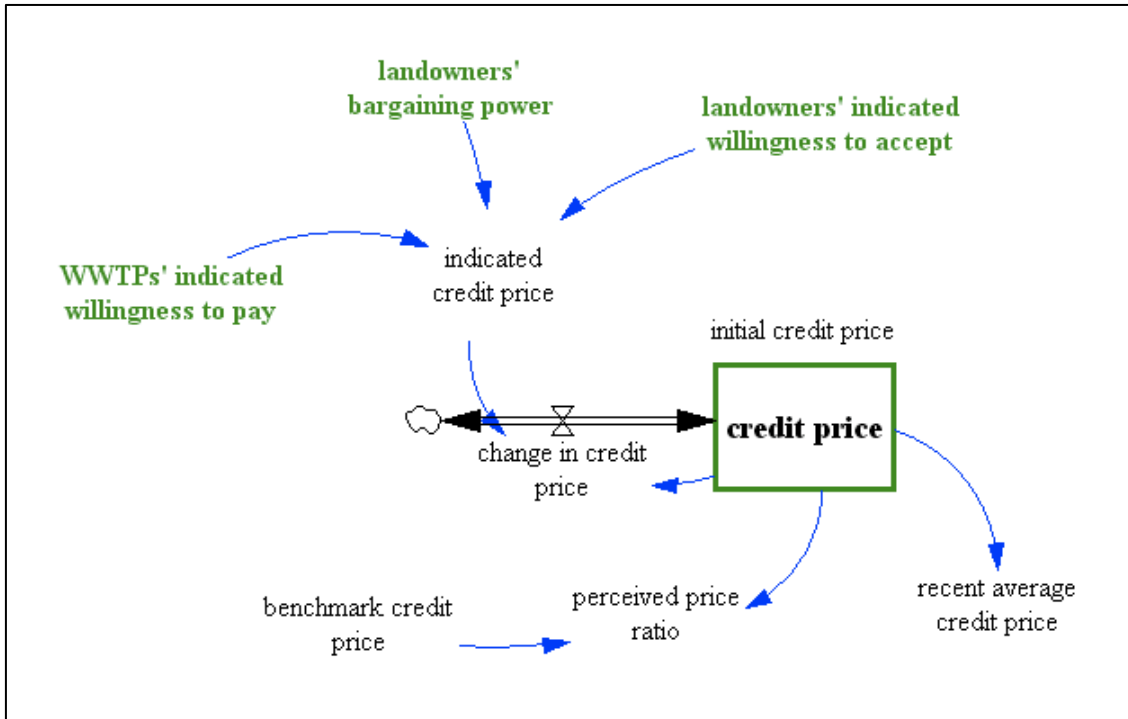 landowners'
bargaining power
landowners' indicated
willingness to accept
WWTPs' indicated
willingness to pay
indicated
credit price
initial credit price
credit price
change in credit
price
benchmark credit
price
perceived price
ratio
recent average
credit price